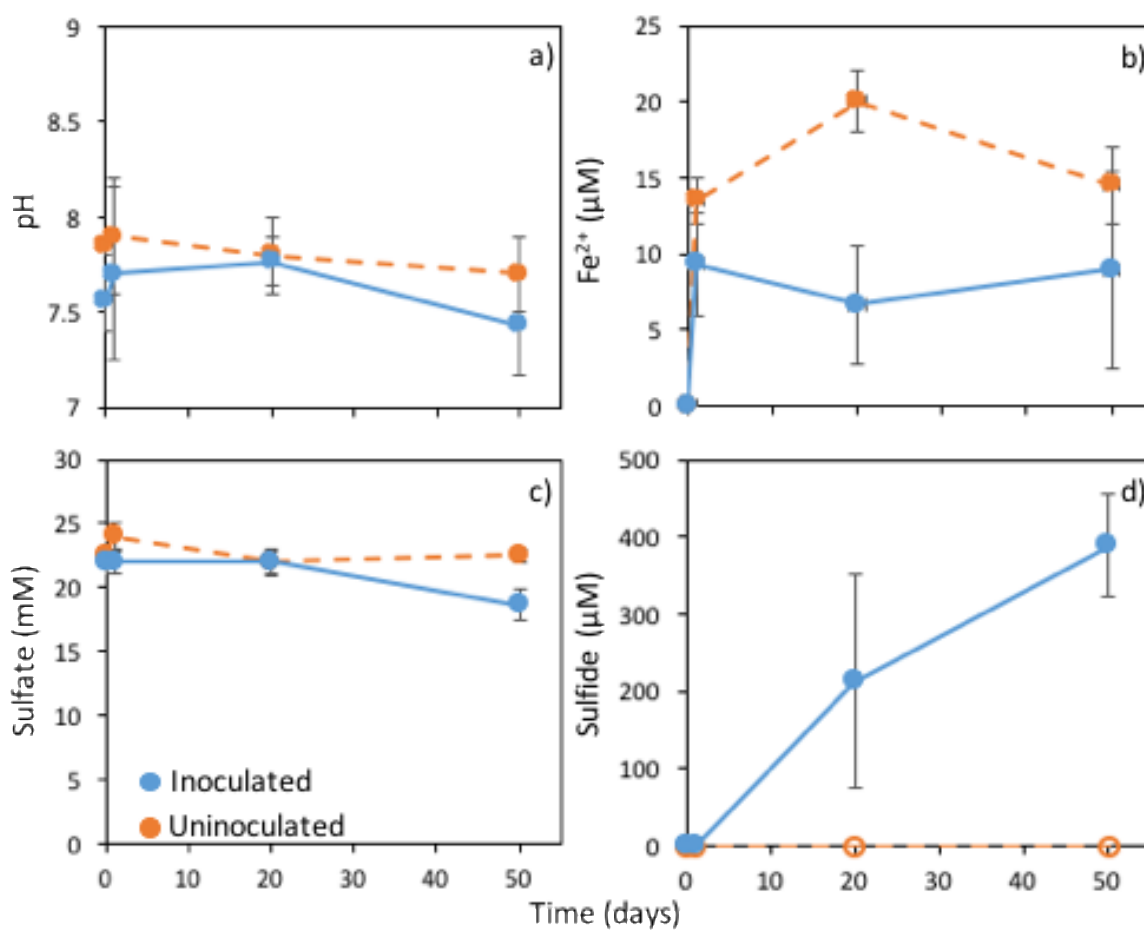 9
8.5
8
7.5
7
pH
a)
25
20
15
10
5
0
Fe²⁺ (µM)
b)
30
25
20
15
10
5
0
Sulfate (mM)
c)
Inoculated
Uninoculated
0 10 20 30 40 50
500
400
300
200
100
0
Sulfide (µM)
d)
0 10 20 30 40 50
Time (days)